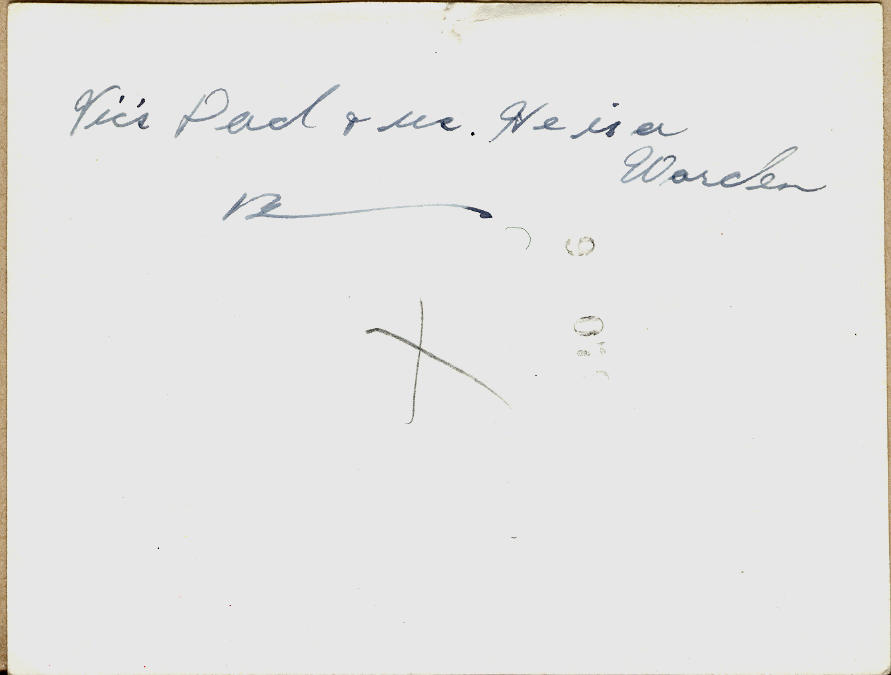 Vic's Dad & me. He is a
Warden